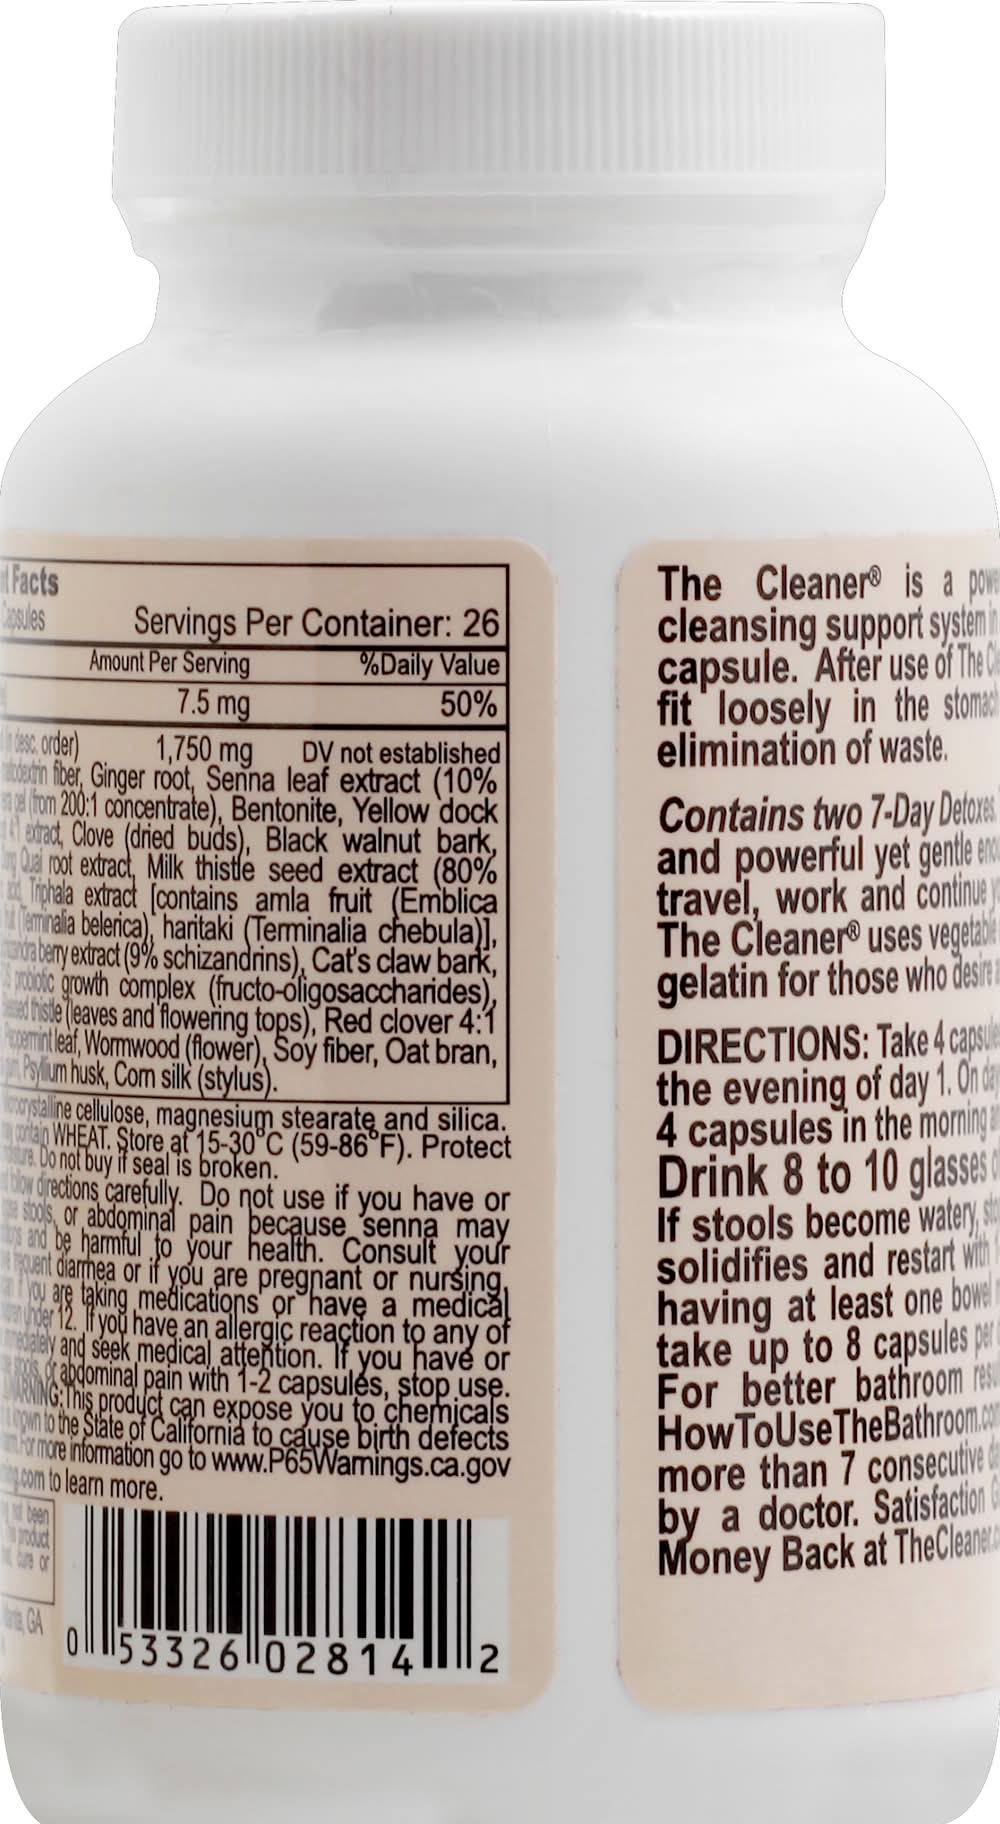 Facts
Capsules
Servings Per Container: 26
Amount Per Serving %Daily Value
7.5 mg 50%
(in desc. order) 1,750 mg DV not established
fiber, Ginger root, Senna leaf extract (10%
gel (from 200:1 concentrate), Bentonite, Yellow dock
4:1 extract, Clove (dried buds), Black walnut bark,
Quai root extract, Milk thistle seed extract (80%
acid, Triphala extract [contains amla fruit (Emblica
(Terminalia belerica), haritaki (Terminalia chebula)],
berry extract (9% schizandrins), Cat's claw bark,
probiotic growth complex (fructo-oligosaccharides),
thistle (leaves and flowering tops), Red clover 4:1
Peppermint leaf, Wormwood (flower), Soy fiber, Oat bran,
Psyllium husk, Corn silk (stylus).
cellulose, magnesium stearate and silica.
contain WHEAT. Store at 15-30°C (59-86°F). Protect
Do not buy if seal is broken.
follow directions carefully. Do not use if you have or
stools, or abdominal pain because senna may
and be harmful to your health. Consult your
frequent diarrhea or if you are pregnant or nursing,
if you are taking medications or have a medical
under 12. If you have an allergic reaction to any of
immediately and seek medical attention. If you have or
stools, or abdominal pain with 1-2 capsules, stop use.
WARNING: This product can expose you to chemicals
known to the State of California to cause birth defects
For more information go to www.P65Warnings.ca.gov
to learn more.
not been
product
cure or
GA
0 53326 02814 2
The Cleaner® is a
cleansing support system in
capsule. After use of The
fit loosely in the stomach
elimination of waste.
Contains two 7-Day Detoxes.
and powerful yet gentle
travel, work and continue
The Cleaner® uses vegetable
gelatin for those who desire
DIRECTIONS: Take 4 capsules
the evening of day 1. On
4 capsules in the morning
Drink 8 to 10 glasses
If stools become watery,
solidifies and restart with
having at least one bowel
take up to 8 capsules per
For better bathroom
HowToUseTheBathroom.com
more than 7 consecutive
by a doctor. Satisfaction
Money Back at TheCleaner.